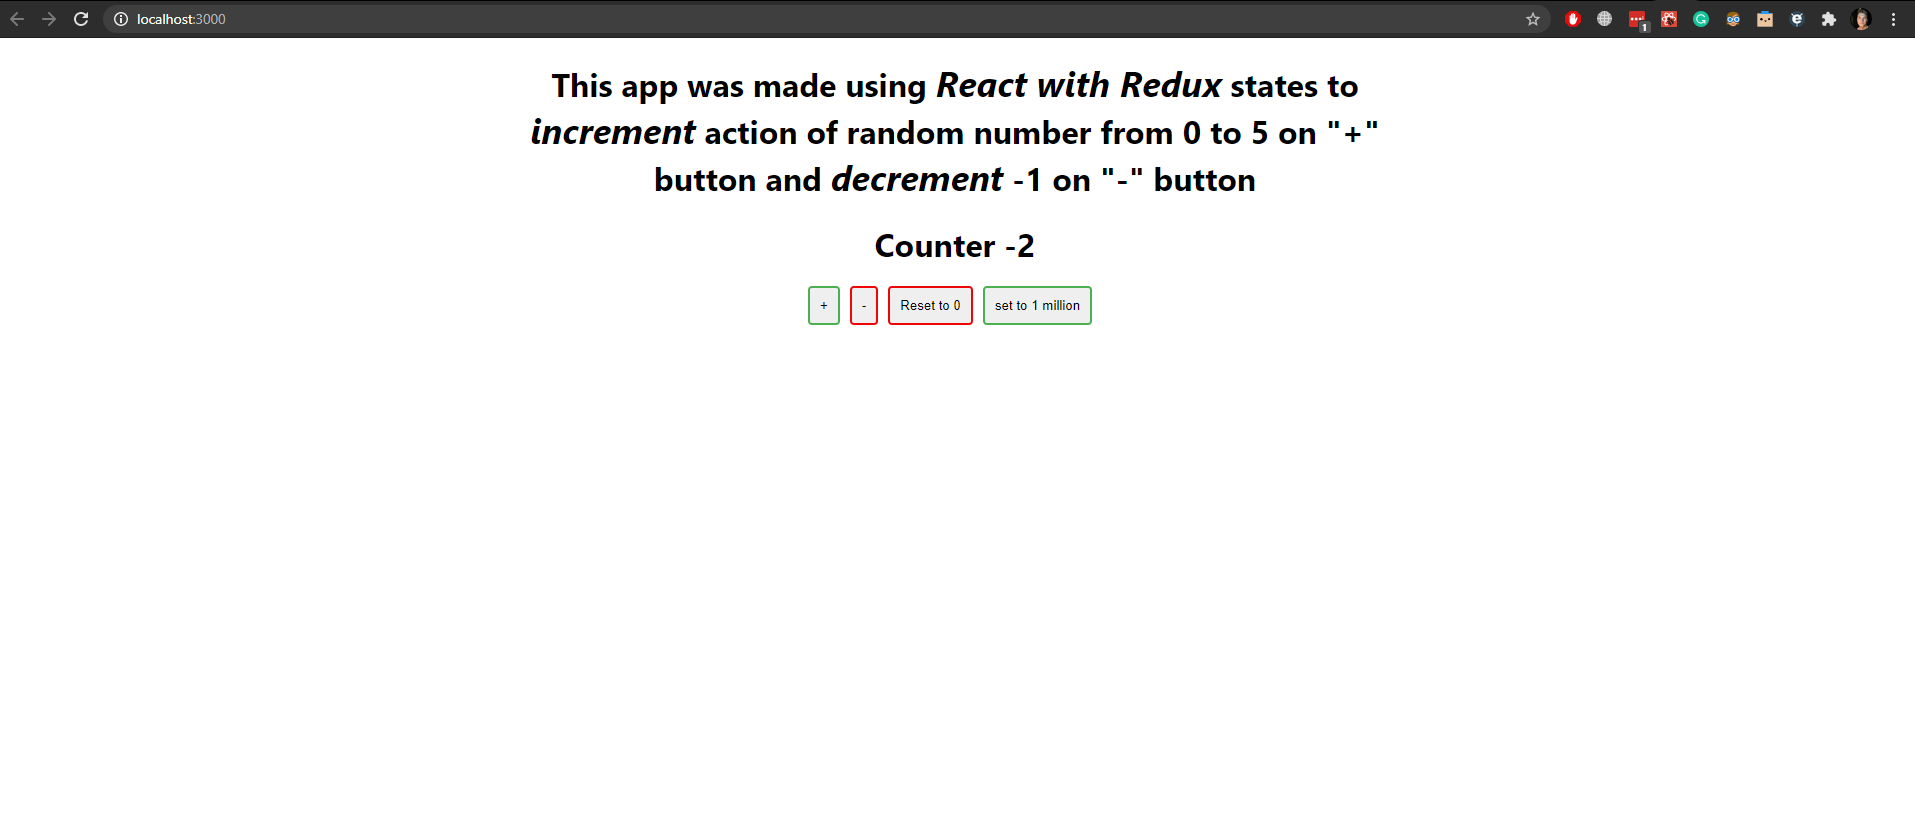 localhost:3000
1
This app was made using React with Redux states to
increment action of random number from 0 to 5 on "+"
button and decrement -1 on "-" button
Counter -2
+ - Reset to 0 set to 1 million